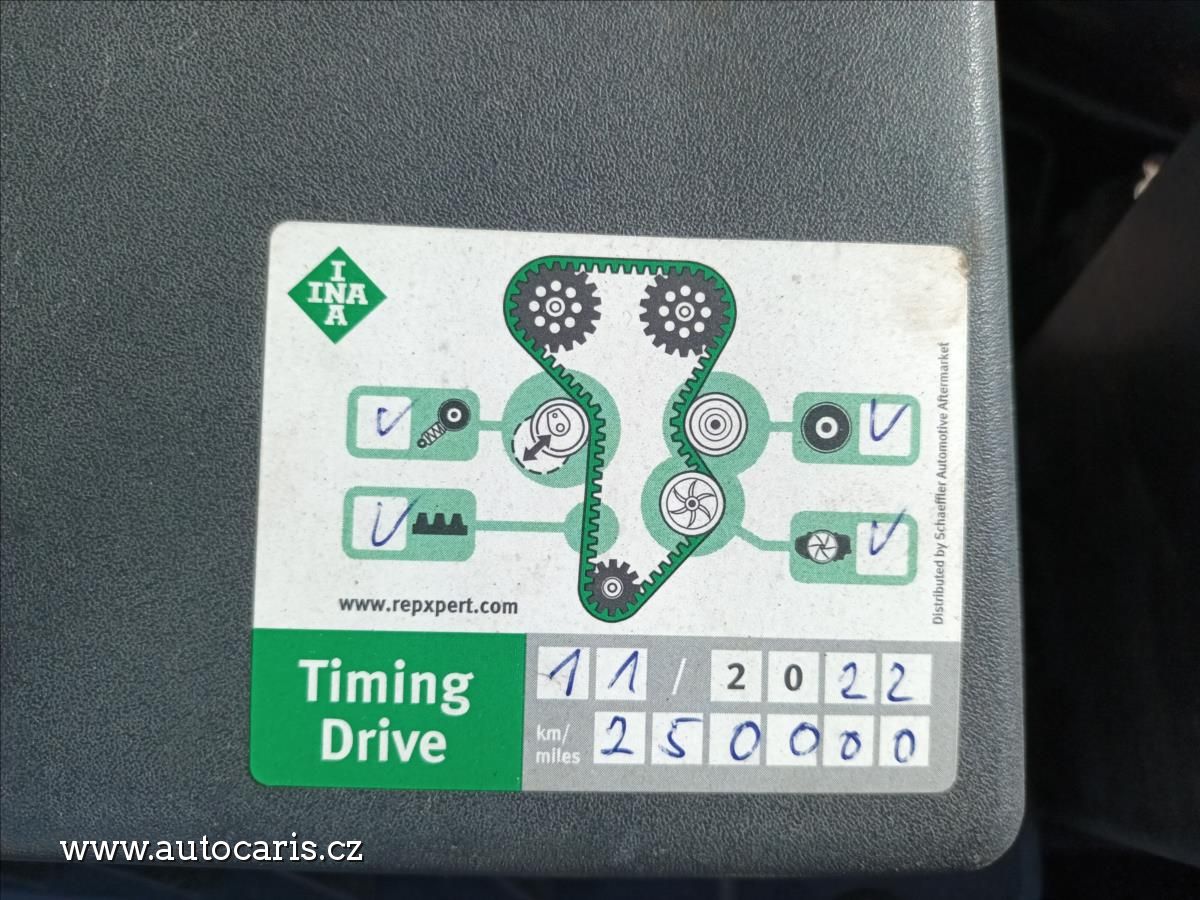 I
INA
A
www.repxpert.com
Distributed by Schaeffler Automotive Aftermarket
Timing
Drive
11 / 2022
km/
miles
250000
www.autocaris.cz